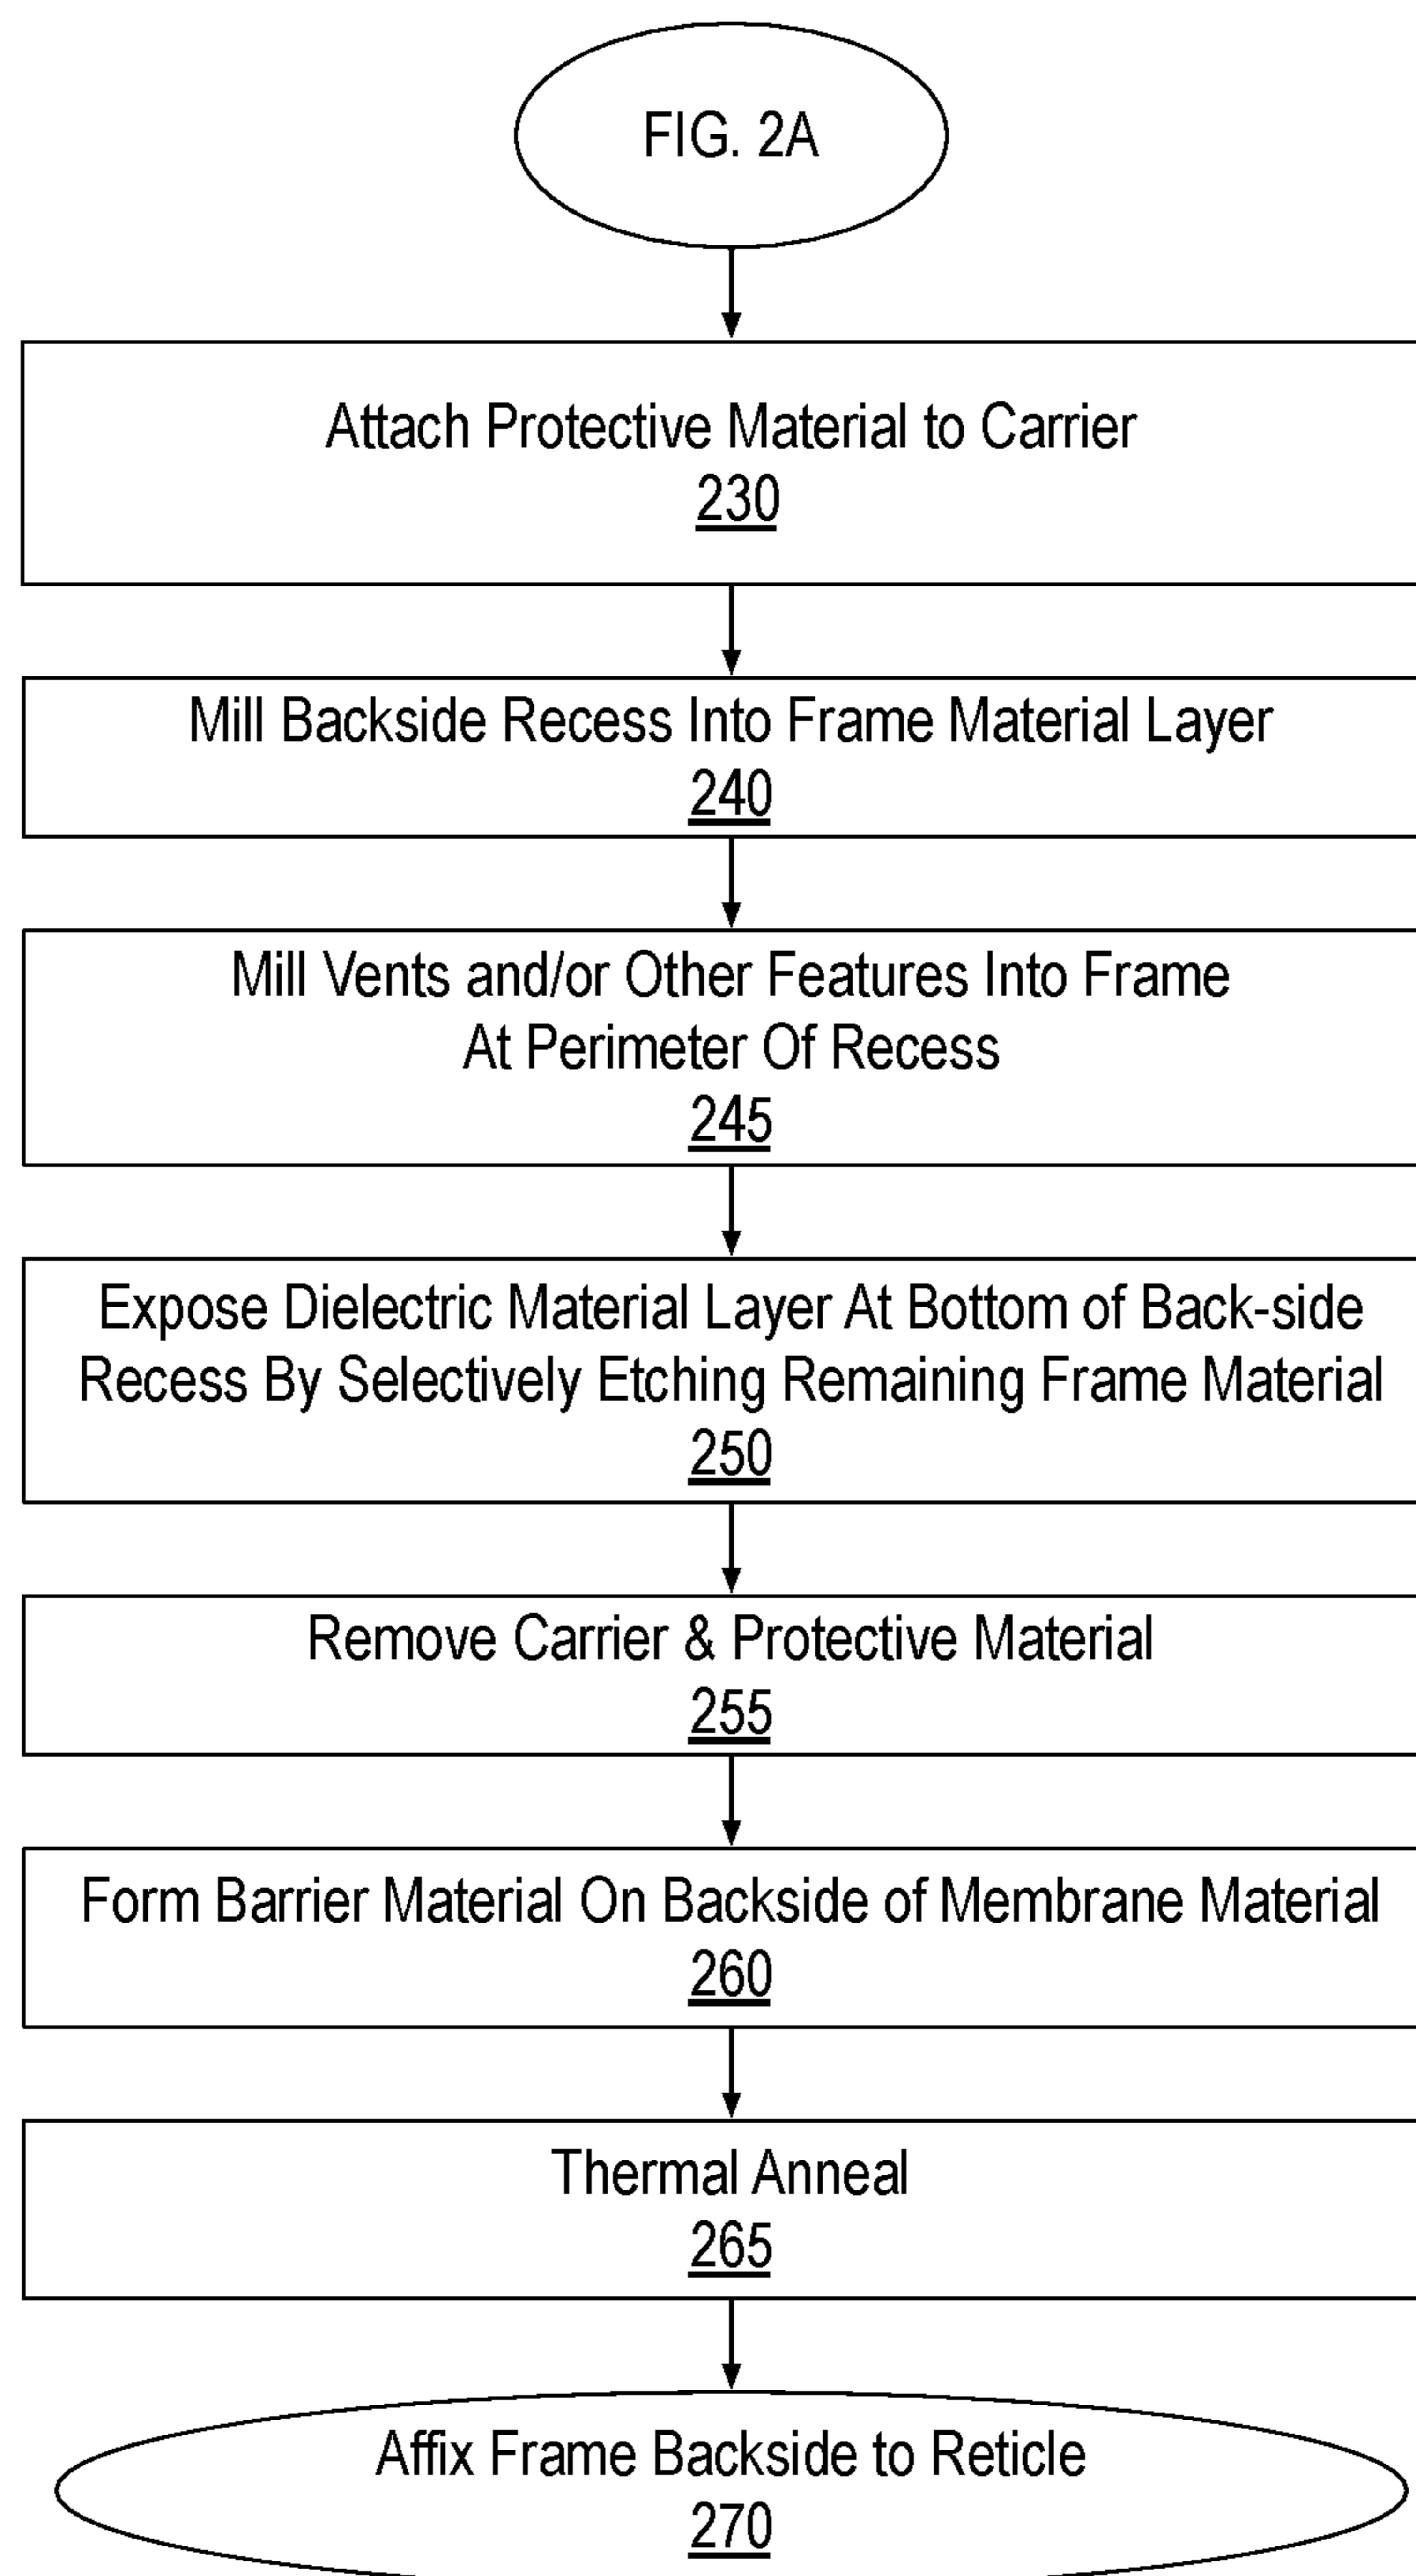 FIG. 2A
Attach Protective Material to Carrier
230
Mill Backside Recess Into Frame Material Layer
240
Mill Vents and/or Other Features Into Frame
At Perimeter Of Recess
245
Expose Dielectric Material Layer At Bottom of Back-side
Recess By Selectively Etching Remaining Frame Material
250
Remove Carrier & Protective Material
255
Form Barrier Material On Backside of Membrane Material
260
Thermal Anneal
265
Affix Frame Backside to Reticle
270